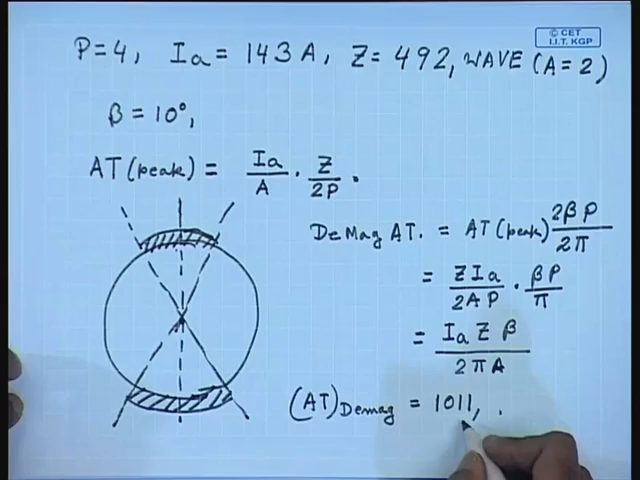 © CET
I.I.T. KGP
P=4, Ia = 143A, Z=492, WAVE (A=2)
β = 10°,
AT(peak) = Ia/A · Z/2P .
DeMag AT. = AT(peak) 2βP/2π
= ZIa/2AP · βP/π
= IaZβ/2πA
(AT)Demag = 1011, .